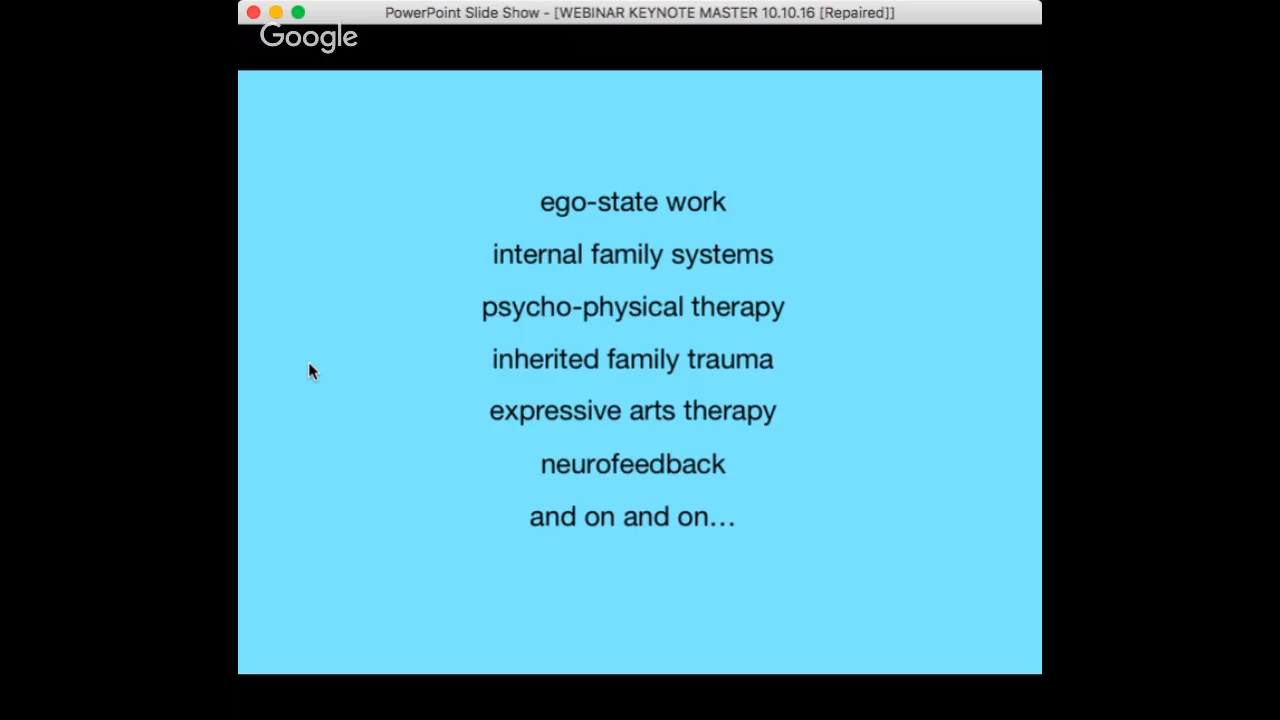 PowerPoint Slide Show - [WEBINAR KEYNOTE MASTER 10.10.16 [Repaired]]
Google
ego-state work
internal family systems
psycho-physical therapy
inherited family trauma
expressive arts therapy
neurofeedback
and on and on...